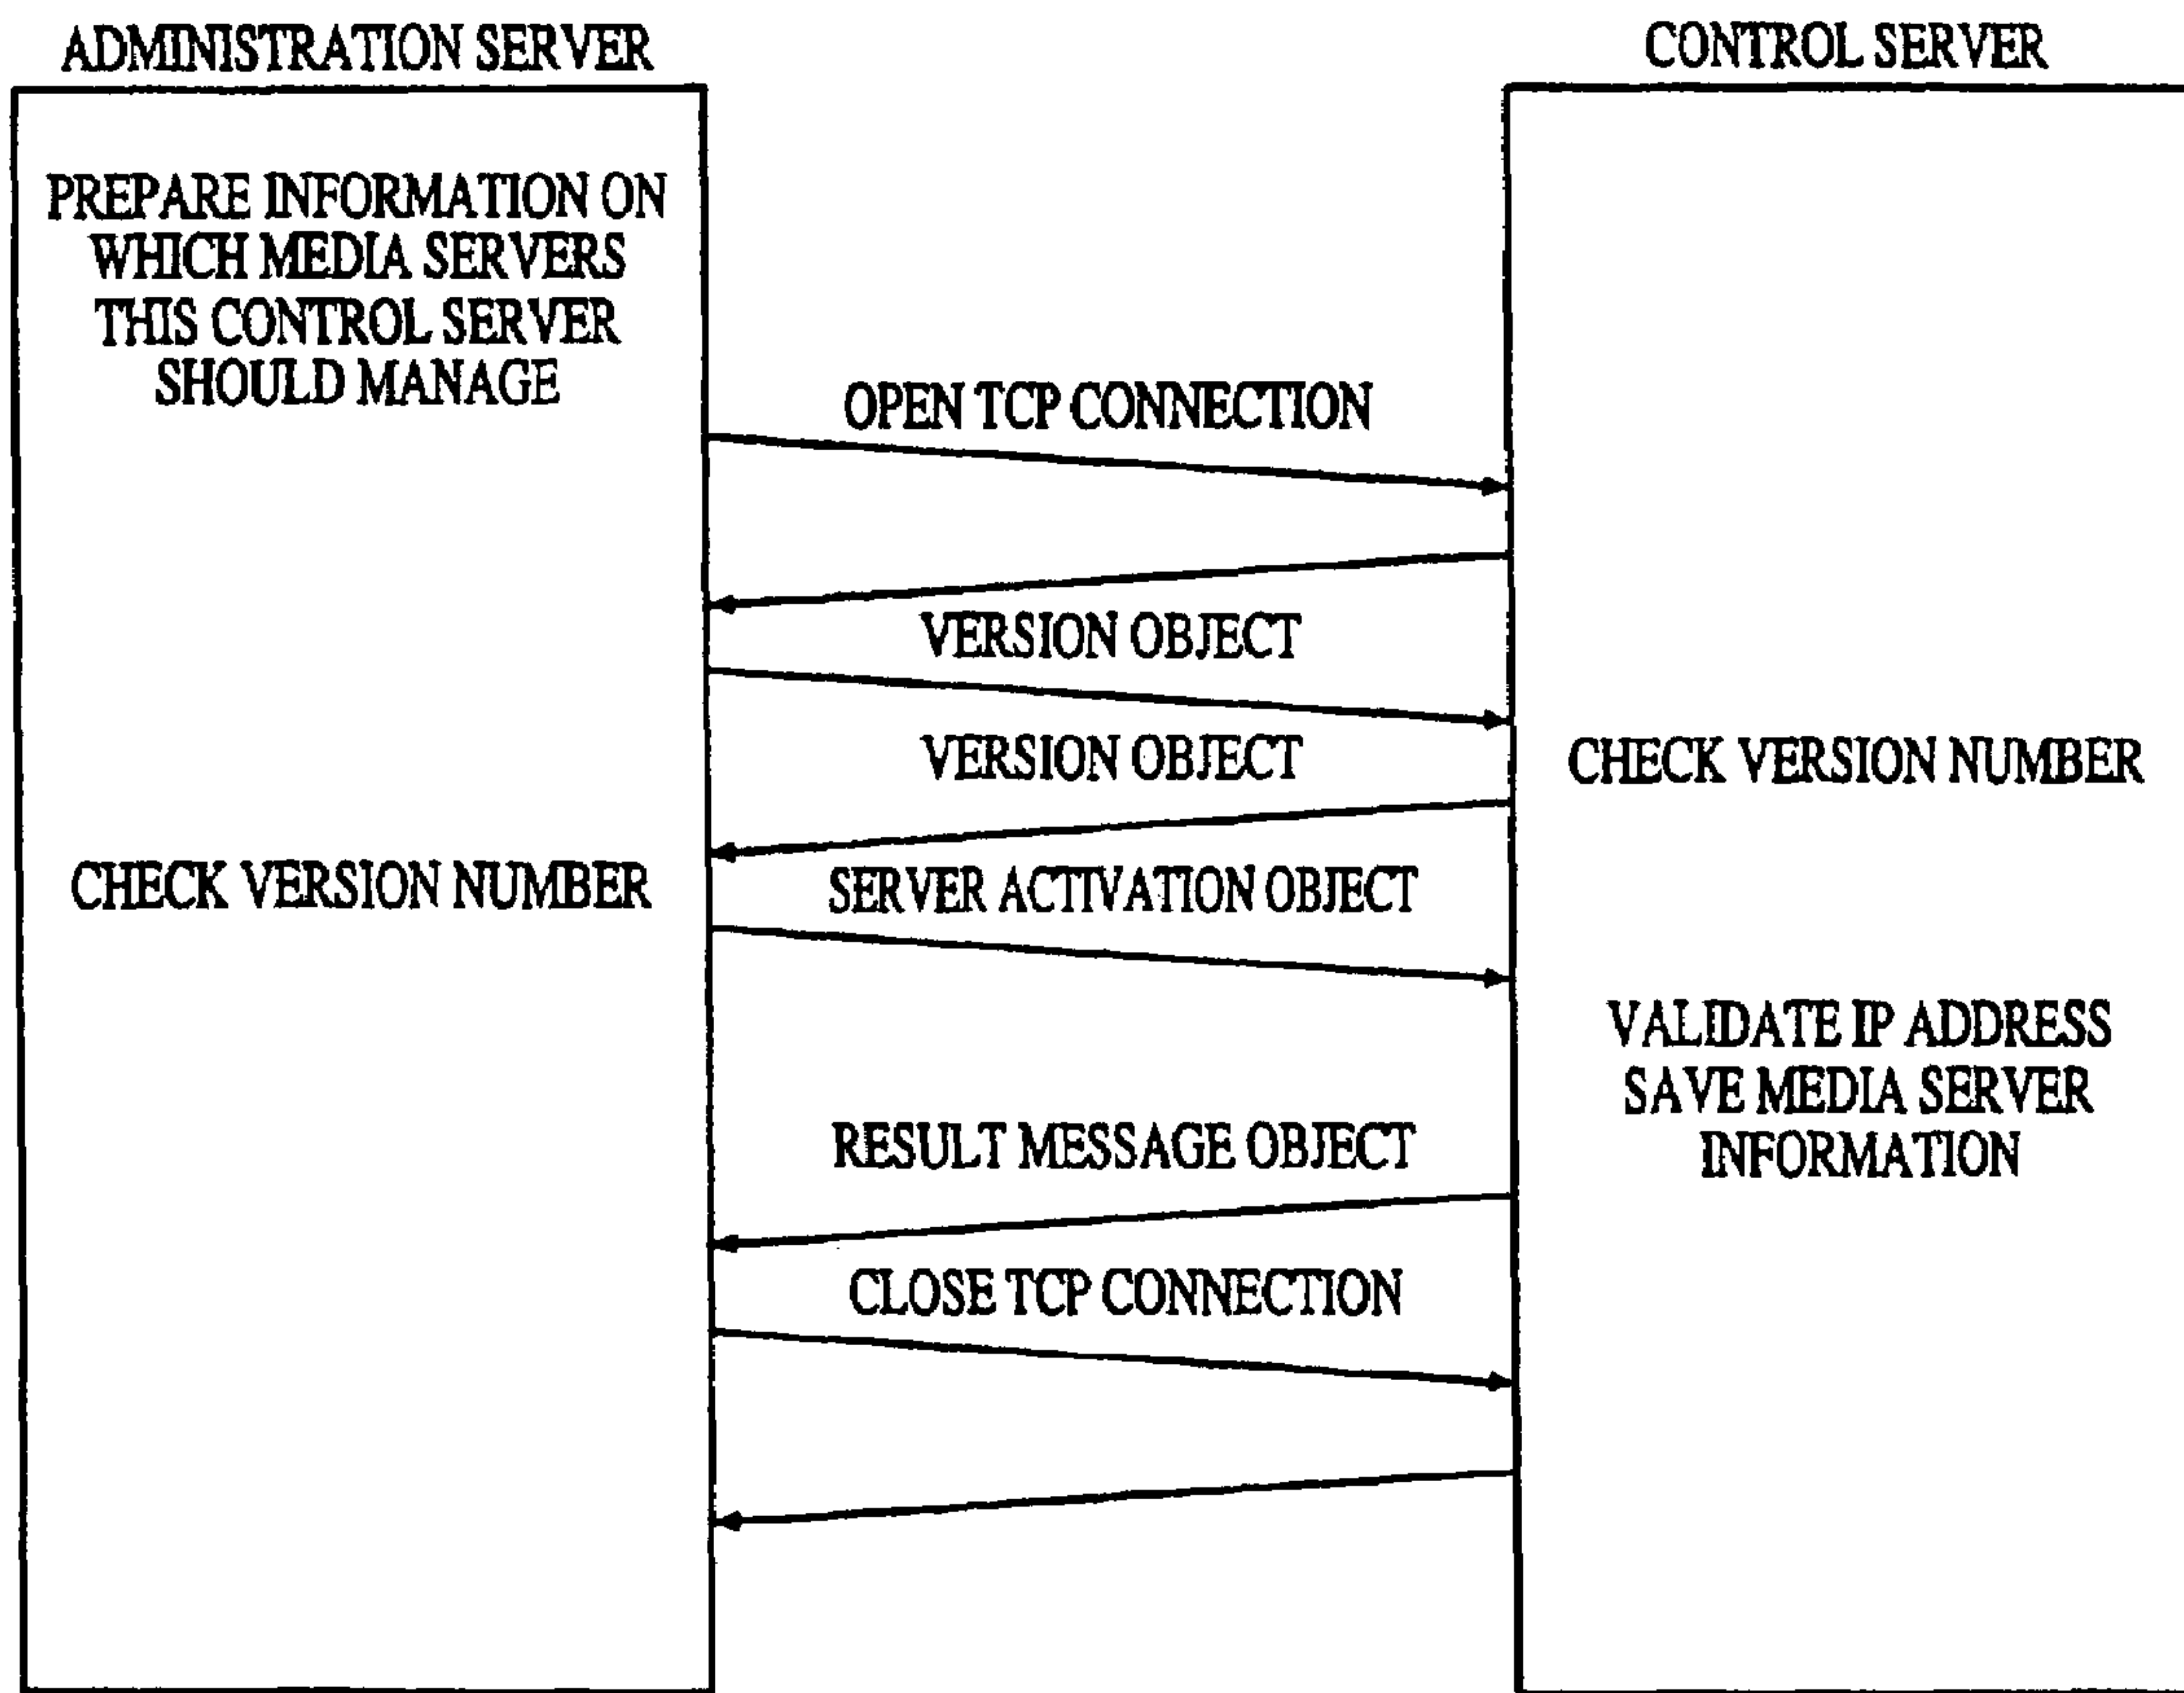 ADMINISTRATION SERVER
CONTROL SERVER
PREPARE INFORMATION ON
WHICH MEDIA SERVERS
THIS CONTROL SERVER
SHOULD MANAGE
OPEN TCP CONNECTION
VERSION OBJECT
VERSION OBJECT
CHECK VERSION NUMBER
CHECK VERSION NUMBER
SERVER ACTIVATION OBJECT
VALIDATE IP ADDRESS
SAVE MEDIA SERVER
INFORMATION
RESULT MESSAGE OBJECT
CLOSE TCP CONNECTION